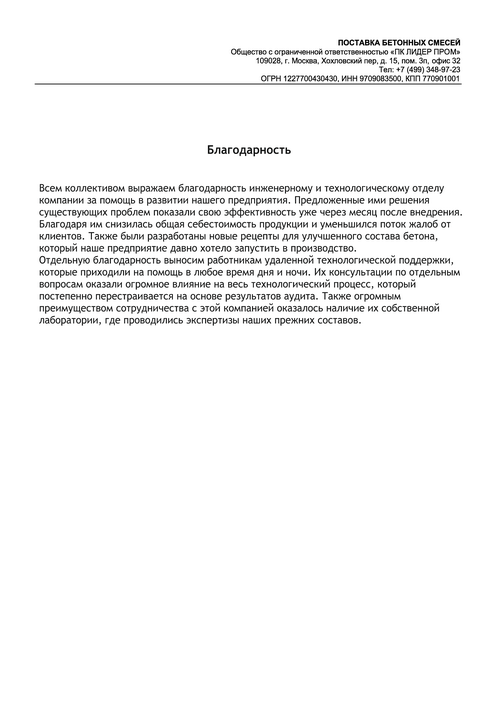 ПОСТАВКА БЕТОННЫХ СМЕСЕЙ
Общество с ограниченной ответственностью «ПК ЛИДЕР ПРОМ»
109028, г. Москва, Хохловский пер, д. 15, пом. 3п, офис 32
Тел: +7 (499) 348-97-23
ОГРН 1227700430430, ИНН 9709083500, КПП 770901001
Благодарность
Всем коллективом выражаем благодарность инженерному и технологическому отделу
компании за помощь в развитии нашего предприятия. Предложенные ими решения
существующих проблем показали свою эффективность уже через месяц после внедрения.
Благодаря им снизилась общая себестоимость продукции и уменьшился поток жалоб от
клиентов. Также были разработаны новые рецепты для улучшенного состава бетона,
который наше предприятие давно хотело запустить в производство.
Отдельную благодарность выносим работникам удаленной технологической поддержки,
которые приходили на помощь в любое время дня и ночи. Их консультации по отдельным
вопросам оказали огромное влияние на весь технологический процесс, который
постепенно перестраивается на основе результатов аудита. Также огромным
преимуществом сотрудничества с этой компанией оказалось наличие их собственной
лаборатории, где проводились экспертизы наших прежних составов.